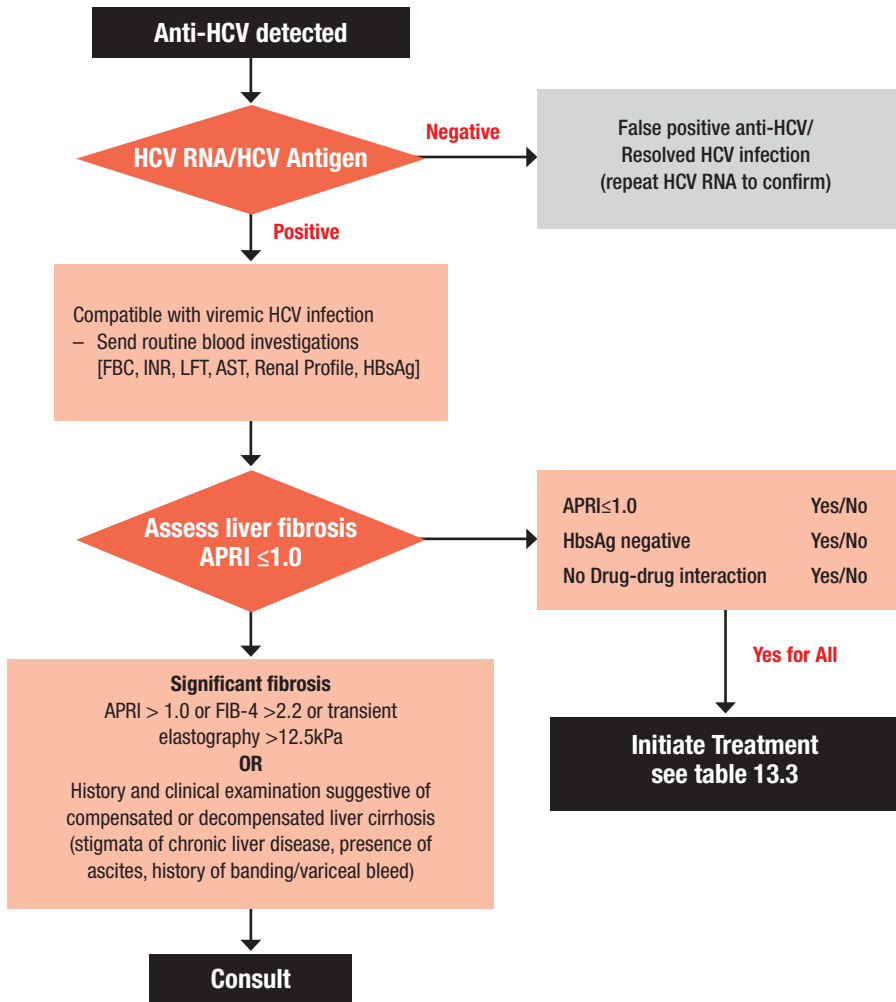 Anti-HCV detected
HCV RNA/HCV Antigen
Negative
False positive anti-HCV/
Resolved HCV infection
(repeat HCV RNA to confirm)
Positive
Compatible with viremic HCV infection
– Send routine blood investigations
[FBC, INR, LFT, AST, Renal Profile, HBsAg]
Assess liver fibrosis
APRI ≤1.0
APRI≤1.0 Yes/No
HbsAg negative Yes/No
No Drug-drug interaction Yes/No
Yes for All
Initiate Treatment
see table 13.3
Significant fibrosis
APRI > 1.0 or FIB-4 >2.2 or transient
elastography >12.5kPa
OR
History and clinical examination suggestive of
compensated or decompensated liver cirrhosis
(stigmata of chronic liver disease, presence of
ascites, history of banding/variceal bleed)
Consult